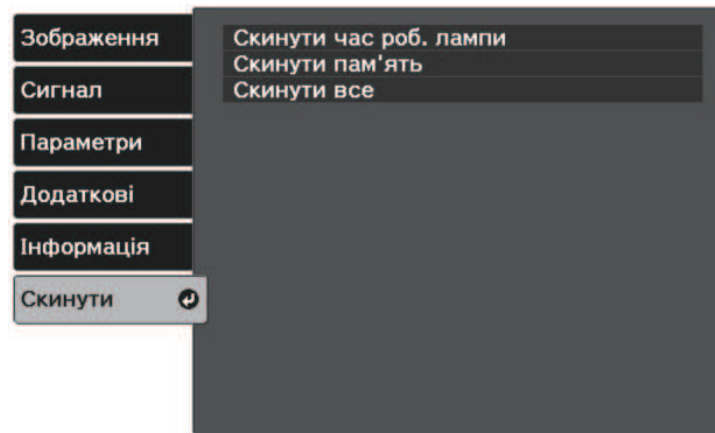 Зображення
Сигнал
Параметри
Додаткові
Інформація
Скинути
Скинути час роб. лампи
Скинути пам'ять
Скинути все